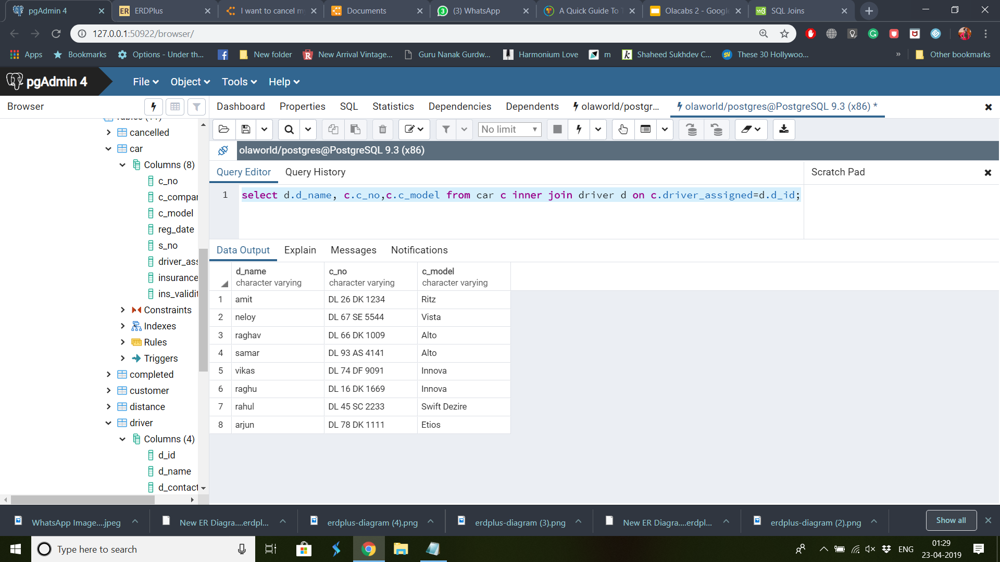 pgAdmin 4
ERDPlus
I want to cancel my
Documents
(3) WhatsApp
A Quick Guide To
Olacabs 2 - Google
SQL Joins
127.0.0.1:50922/browser/
Apps
Bookmarks
Options - Under th...
New folder
New Arrival Vintage...
Guru Nanak Gurdw...
Harmonium Love
m
Shaheed Sukhdev C...
These 30 Hollywoo...
»
Other bookmarks
pgAdmin 4
File
Object
Tools
Help
Browser
Dashboard
Properties
SQL
Statistics
Dependencies
Dependents
olaworld/postgr...
olaworld/postgres@PostgreSQL 9.3 (x86) *
No limit
olaworld/postgres@PostgreSQL 9.3 (x86)
Query Editor
Query History
Scratch Pad
1 select d.d_name, c.c_no,c.c_model from car c inner join driver d on c.driver_assigned=d.d_id;
cancelled
car
Columns (8)
c_no
c_compar
c_model
reg_date
s_no
driver_ass
insurance
ins_validit
Constraints
Indexes
Rules
Triggers
completed
customer
distance
driver
Columns (4)
d_id
d_name
d_contact
Data Output
Explain
Messages
Notifications
d_name c_no c_model
character varying character varying character varying
1 amit DL 26 DK 1234 Ritz
2 neloy DL 67 SE 5544 Vista
3 raghav DL 66 DK 1009 Alto
4 samar DL 93 AS 4141 Alto
5 vikas DL 74 DF 9091 Innova
6 raghu DL 16 DK 1669 Innova
7 rahul DL 45 SC 2233 Swift Dezire
8 arjun DL 78 DK 1111 Etios
WhatsApp Image....jpeg
New ER Diagra....erdpl...
erdplus-diagram (4).png
erdplus-diagram (3).png
New ER Diagra....erdpl...
erdplus-diagram (2).png
Show all
Type here to search
ENG
01:29
23-04-2019